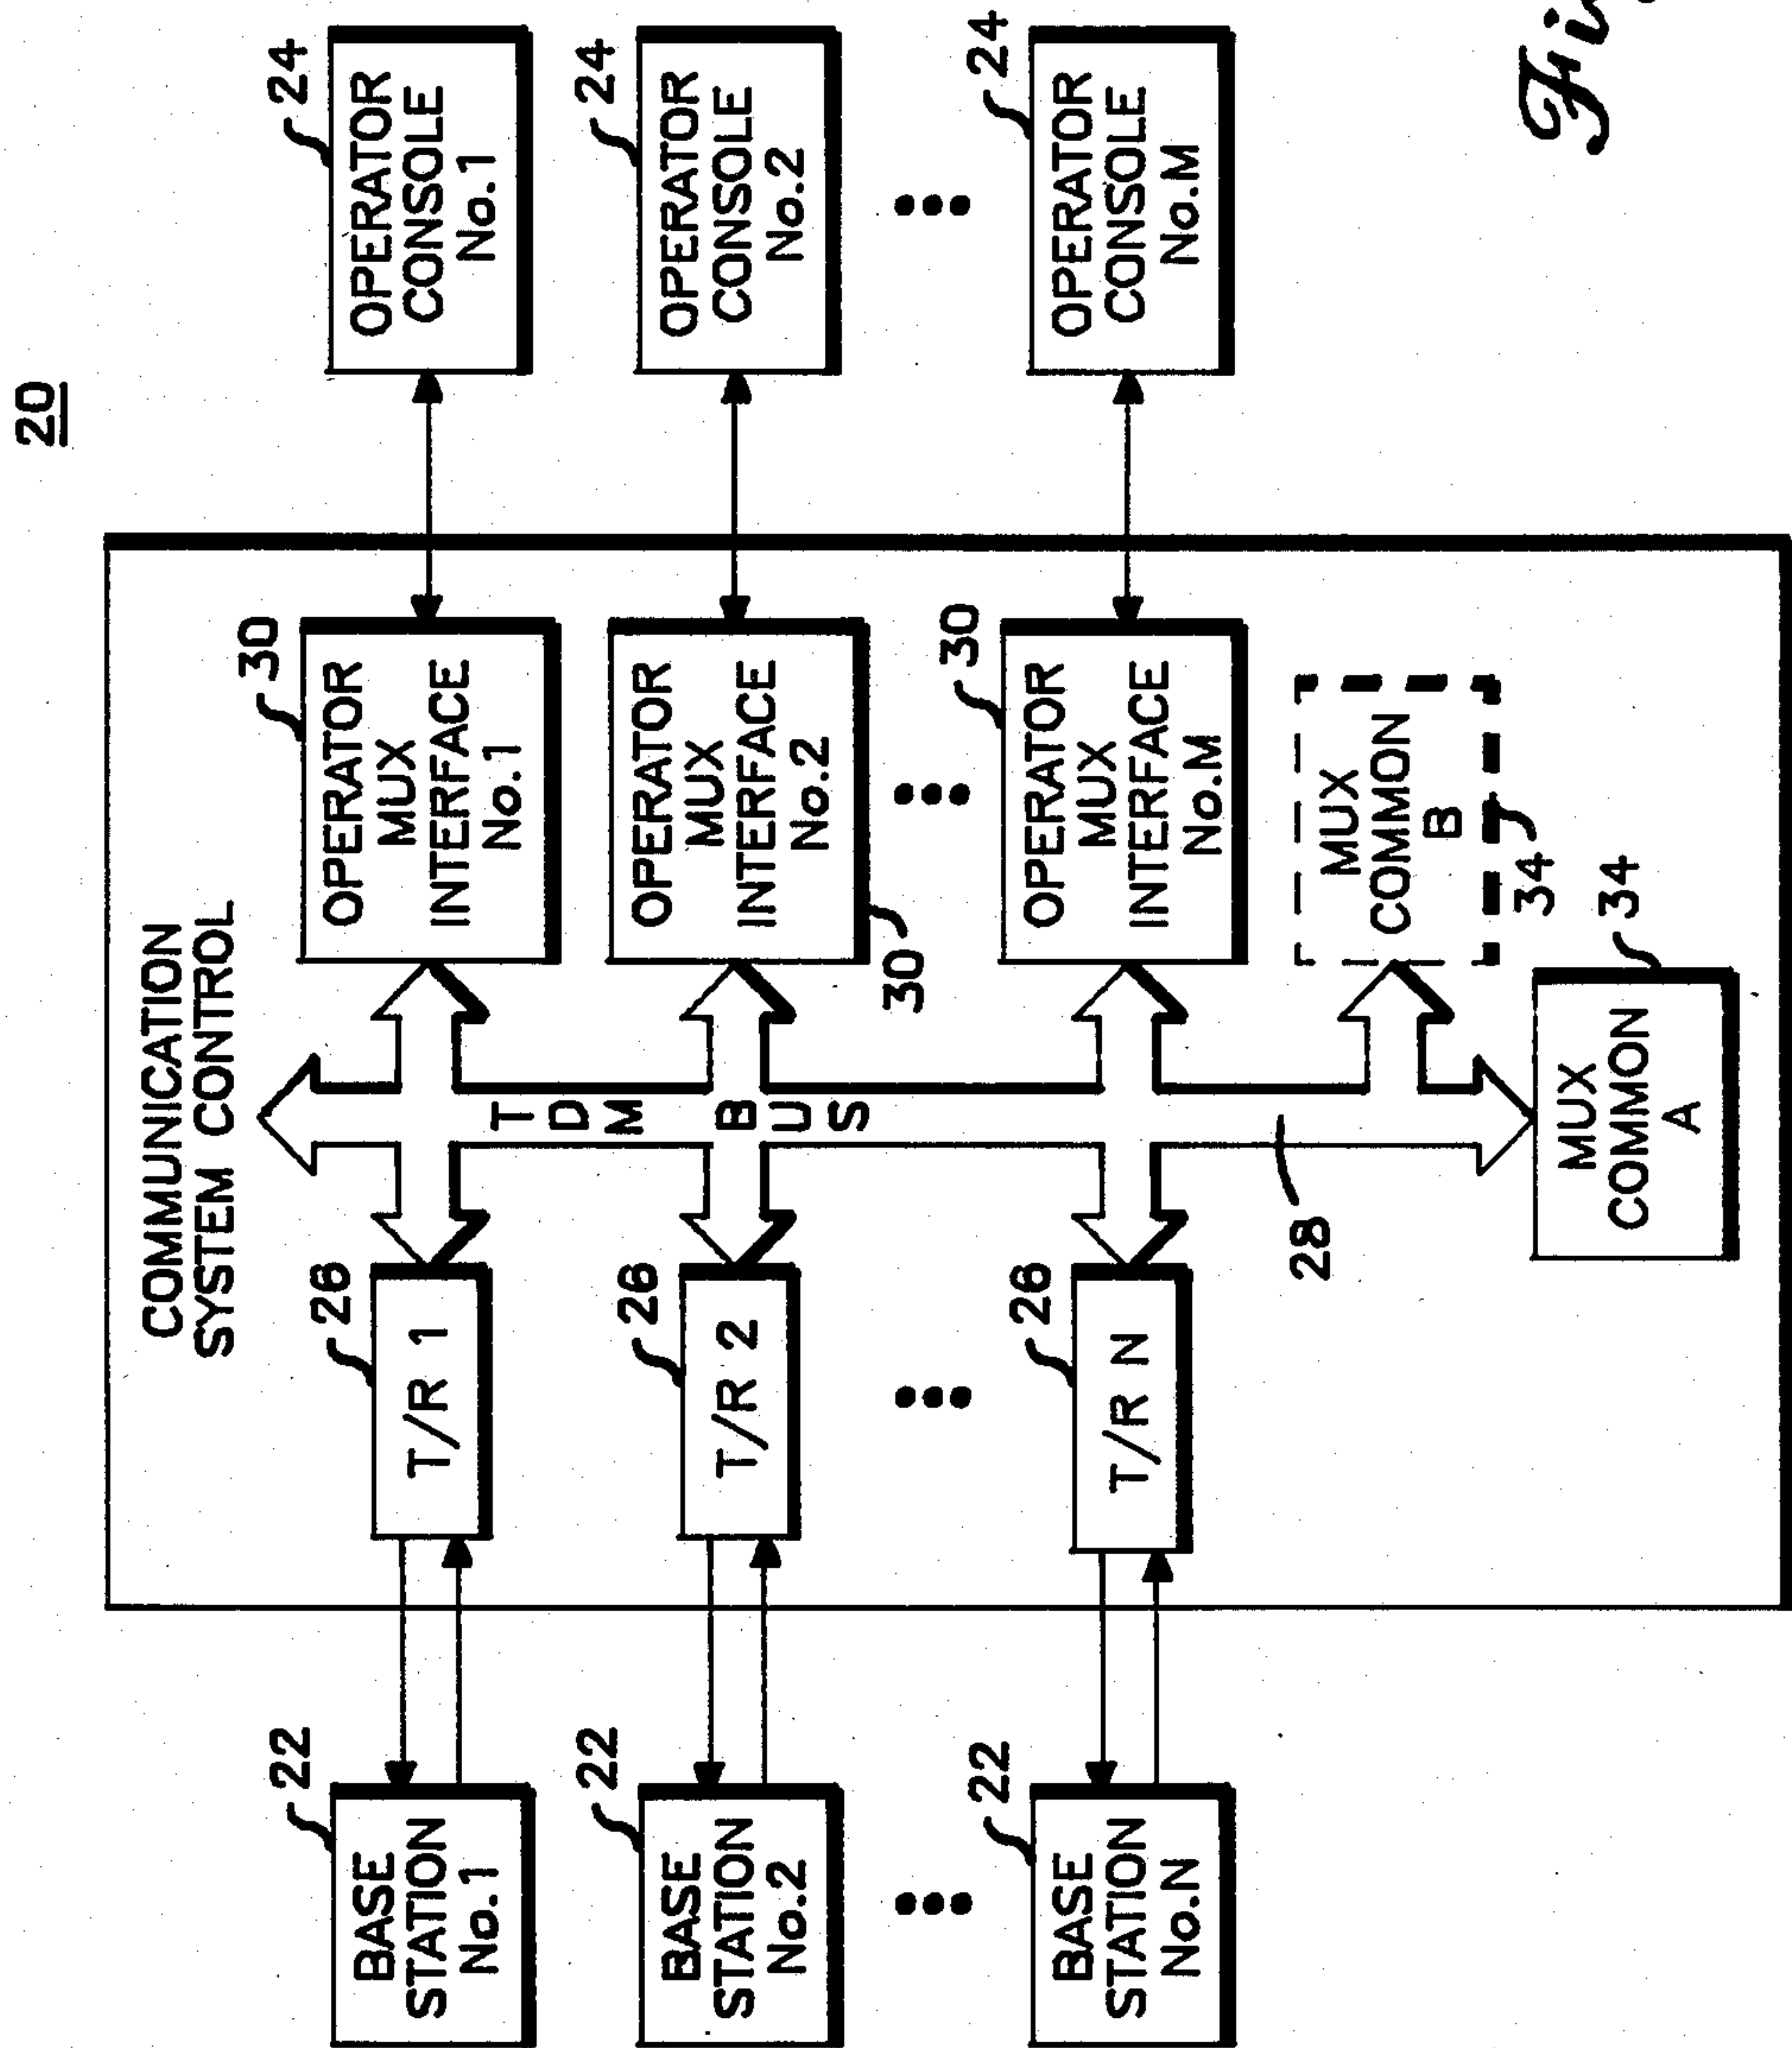 20
COMMUNICATION
SYSTEM CONTROL
22
BASE
STATION
No.1
26
T/R 1
30
OPERATOR
MUX
INTERFACE
No.1
24
OPERATOR
CONSOLE
No.1
TDM BUS
22
BASE
STATION
No.2
26
T/R 2
OPERATOR
MUX
INTERFACE
No.2
30
24
OPERATOR
CONSOLE
No.2
22
BASE
STATION
No.N
26
T/R N
30
OPERATOR
MUX
INTERFACE
No.M
24
OPERATOR
CONSOLE
No.M
28
MUX
COMMON
B
34
MUX
COMMON
A
34